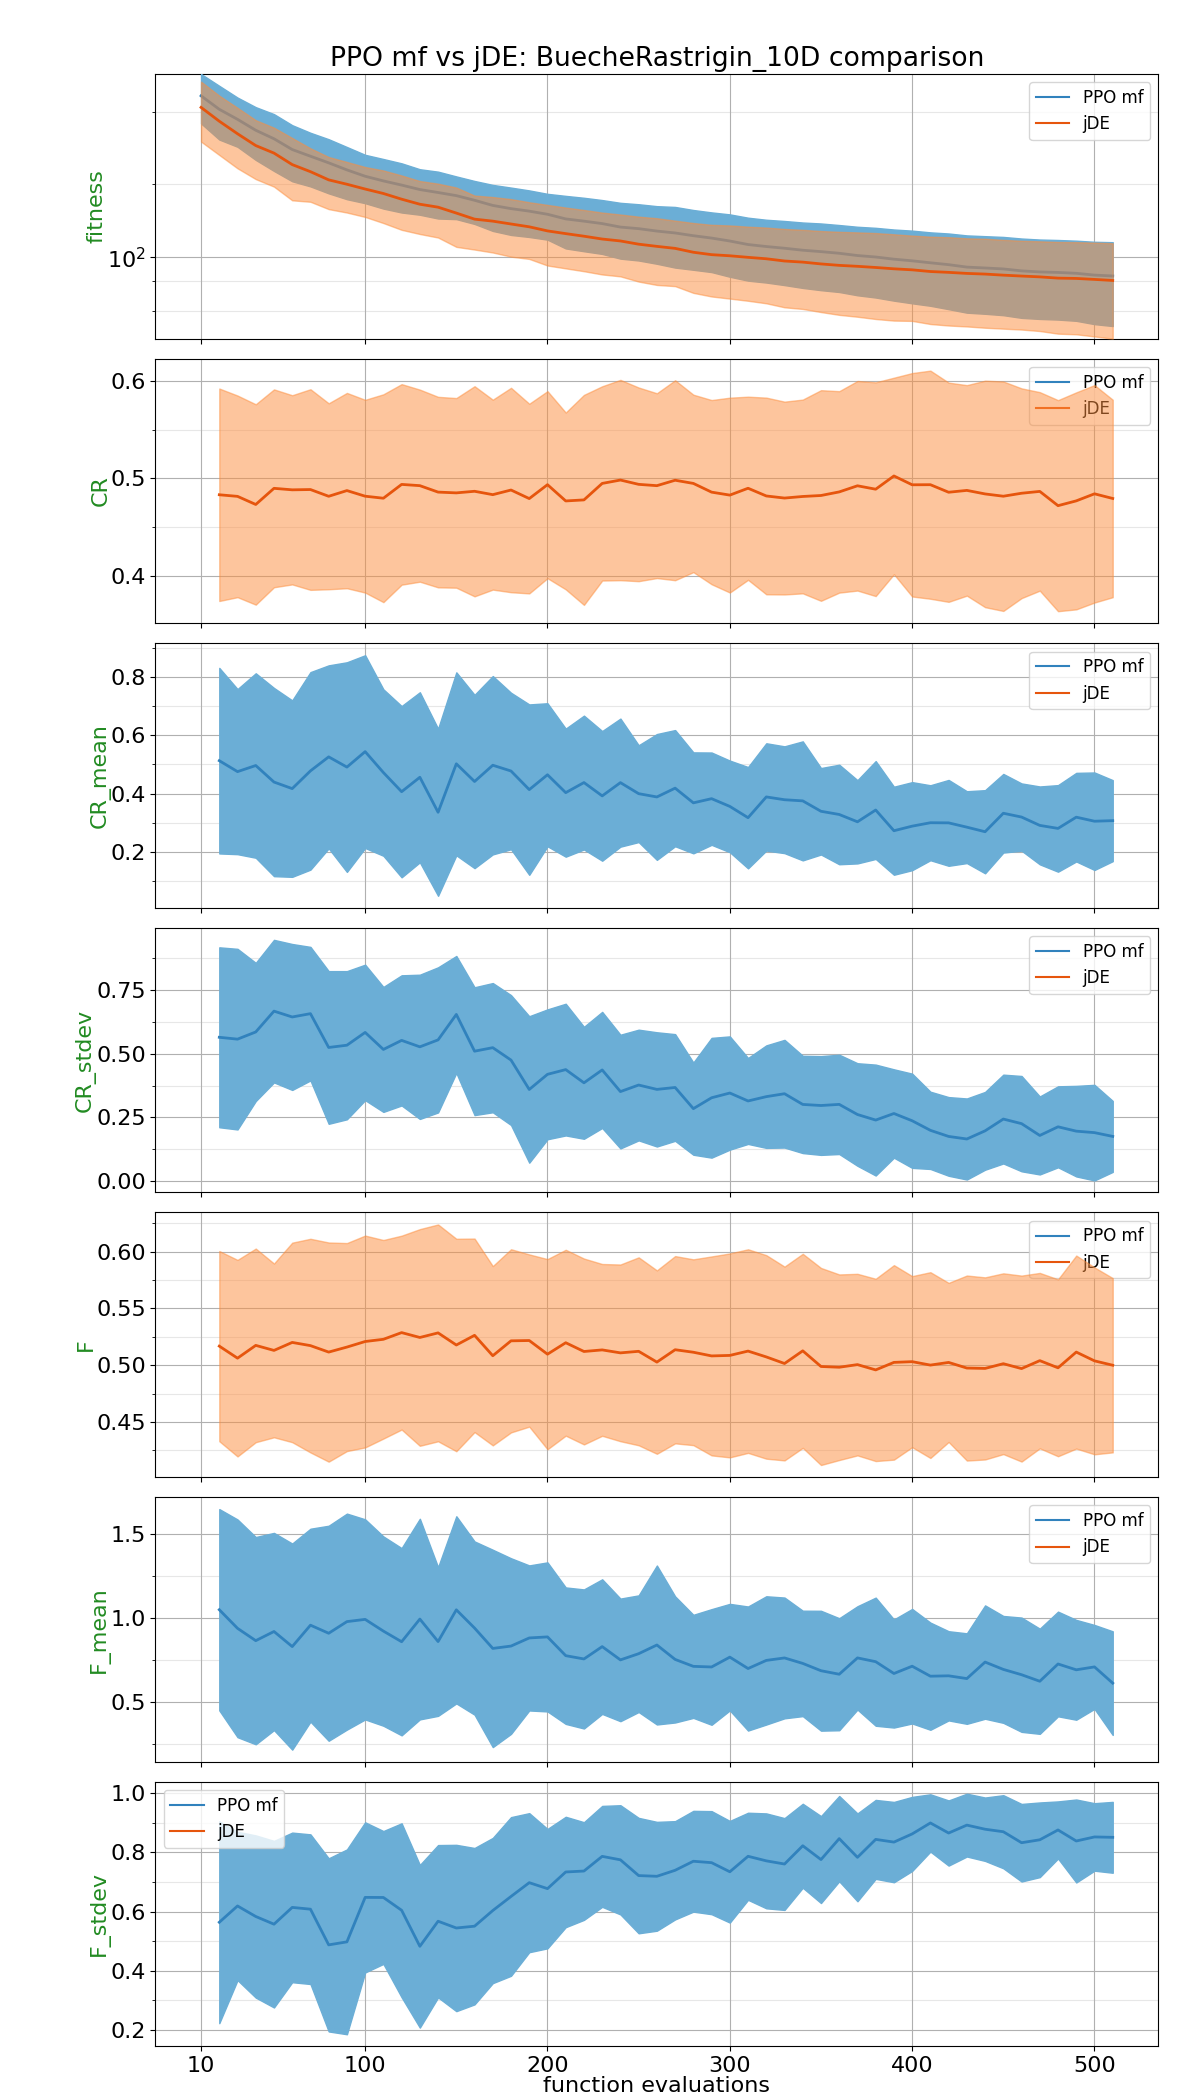 PPO mf vs jDE: BuecheRastrigin_10D comparison
PPO mf
jDE
fitness
10²
PPO mf
jDE
0.6
0.5
0.4
CR
PPO mf
jDE
0.8
0.6
0.4
0.2
CR_mean
PPO mf
jDE
0.75
0.50
0.25
0.00
CR_stdev
PPO mf
jDE
0.60
0.55
0.50
0.45
F
PPO mf
jDE
1.5
1.0
0.5
F_mean
PPO mf
jDE
1.0
0.8
0.6
0.4
0.2
F_stdev
10 100 200 300 400 500
function evaluations